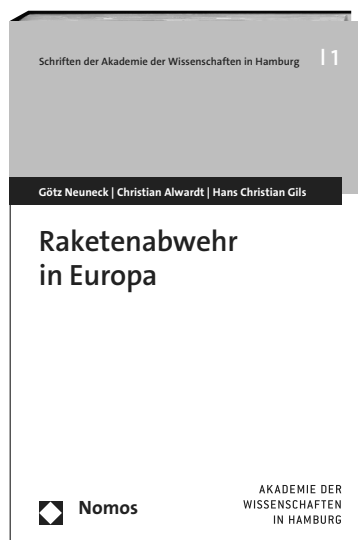 Schriften der Akademie der Wissenschaften in Hamburg | 1
Götz Neuneck | Christian Alwardt | Hans Christian Gils
Raketenabwehr
in Europa
Nomos
AKADEMIE DER
WISSENSCHAFTEN
IN HAMBURG